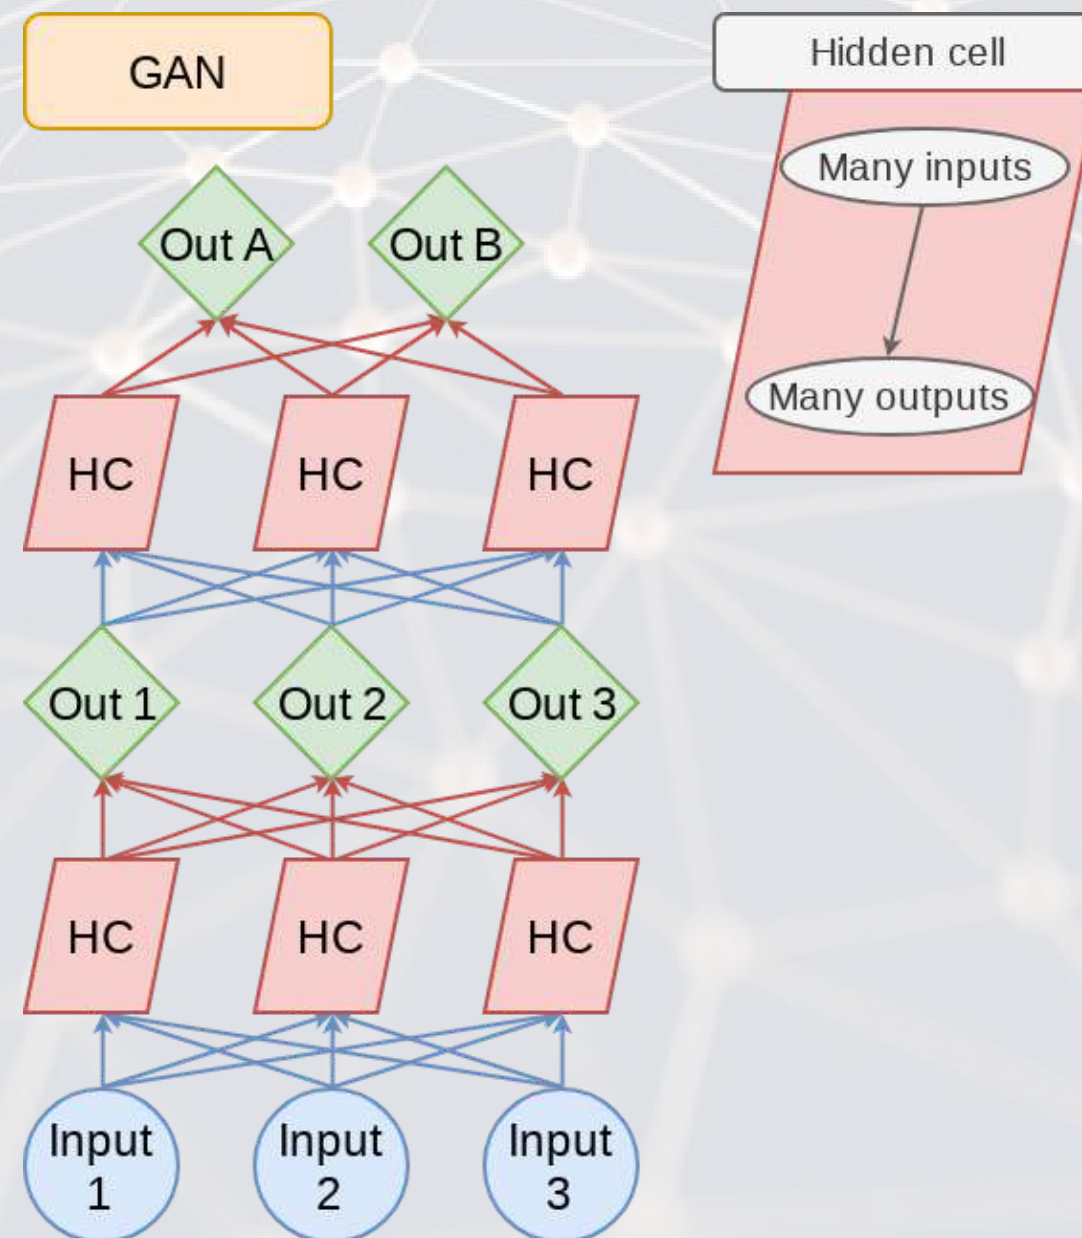 GAN
Hidden cell
Many inputs
Many outputs
Out A
Out B
HC
HC
HC
Out 1
Out 2
Out 3
HC
HC
HC
Input
1
Input
2
Input
3